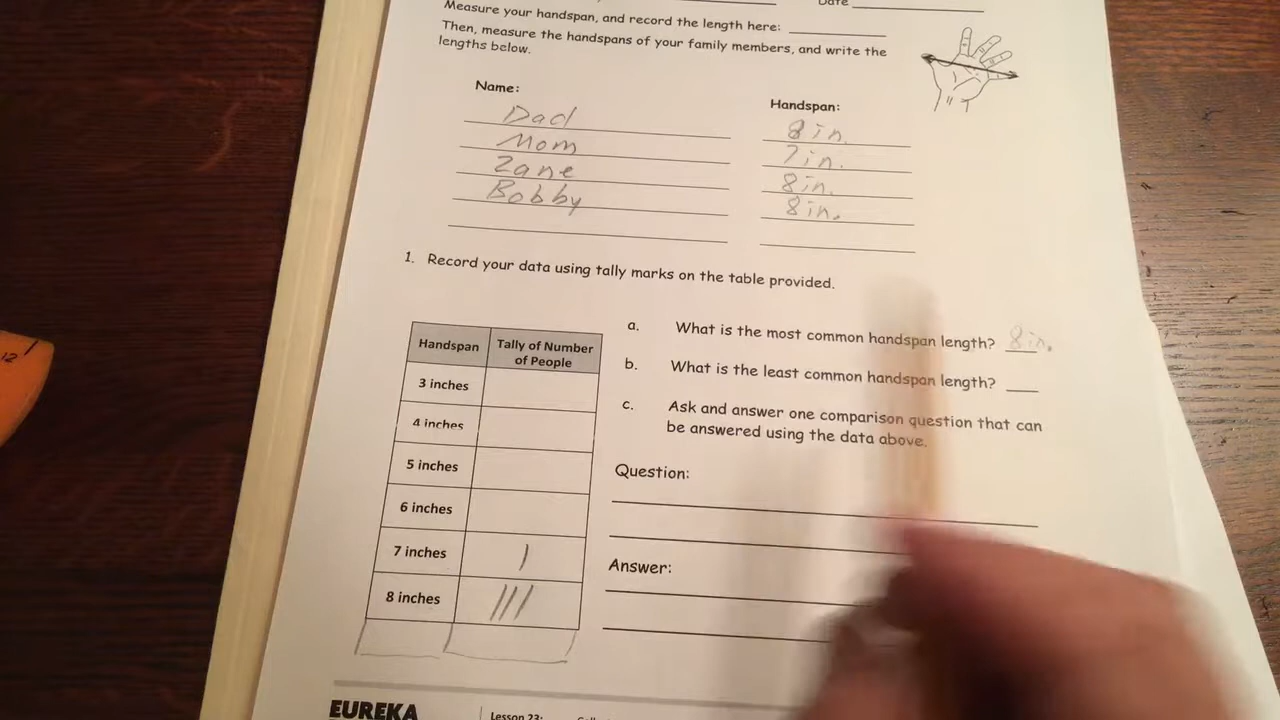 Date
Measure your handspan, and record the length here:
Then, measure the handspans of your family members, and write the
lengths below.
Name:
Handspan:
Dad
8 in.
Mom
7 in.
Zane
8 in.
Bobby
8 in.
1. Record your data using tally marks on the table provided.
Handspan
Tally of Number
of People
3 inches
4 inches
5 inches
6 inches
7 inches
8 inches
a. What is the most common handspan length? 8 in.
b. What is the least common handspan length?
c. Ask and answer one comparison question that can
be answered using the data above.
Question:
Answer:
EUREKA
Lesson 23:
12